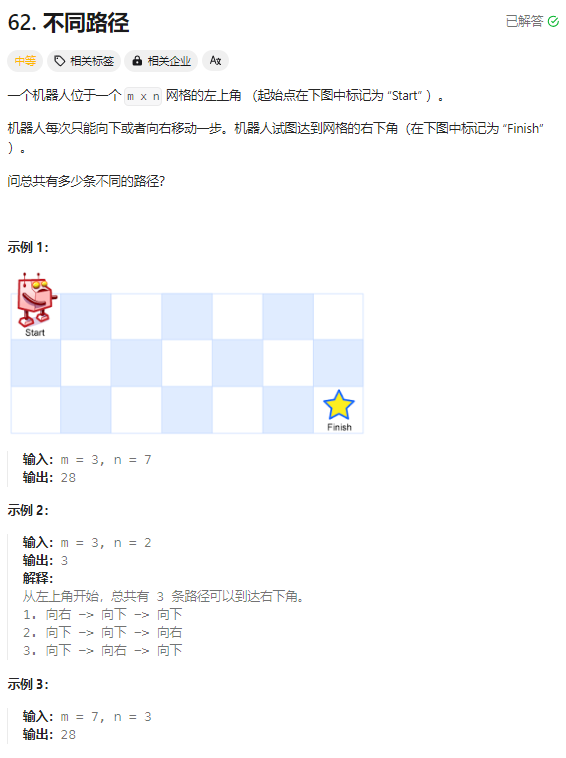 62. 不同路径
已解答
中等 相关标签 相关企业 Aχ
一个机器人位于一个 m x n 网格的左上角 （起始点在下图中标记为 “Start” ）。
机器人每次只能向下或者向右移动一步。机器人试图达到网格的右下角（在下图中标记为 “Finish”
）。
问总共有多少条不同的路径？
示例 1：
Start
Finish
输入：m = 3, n = 7
输出：28
示例 2：
输入：m = 3, n = 2
输出：3
解释：
从左上角开始，总共有 3 条路径可以到达右下角。
1. 向右 -> 向下 -> 向下
2. 向下 -> 向下 -> 向右
3. 向下 -> 向右 -> 向下
示例 3：
输入：m = 7, n = 3
输出：28